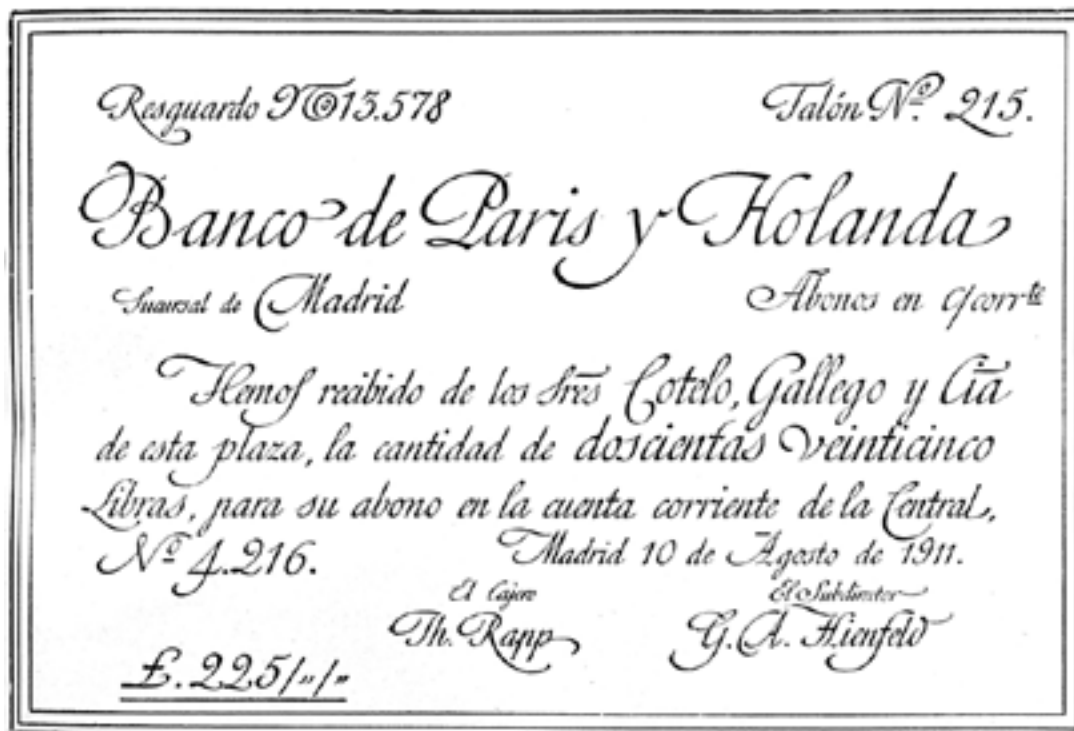 Resguardo Nº 13.578 Talón Nº. 215.
Banco de Paris y Holanda
Sucursal de Madrid Abonos en c/corrte
Hemos recibido de los Sres Cotelo, Gallego y Cía
de esta plaza, la cantidad de doscientas veinticinco
Libras, para su abono en la cuenta corriente de la Central,
Nº 4.216. Madrid 10 de Agosto de 1911.
El Cajero El Subdirector
Th. Rapp G. A. Hienfeld
£. 225/"/"